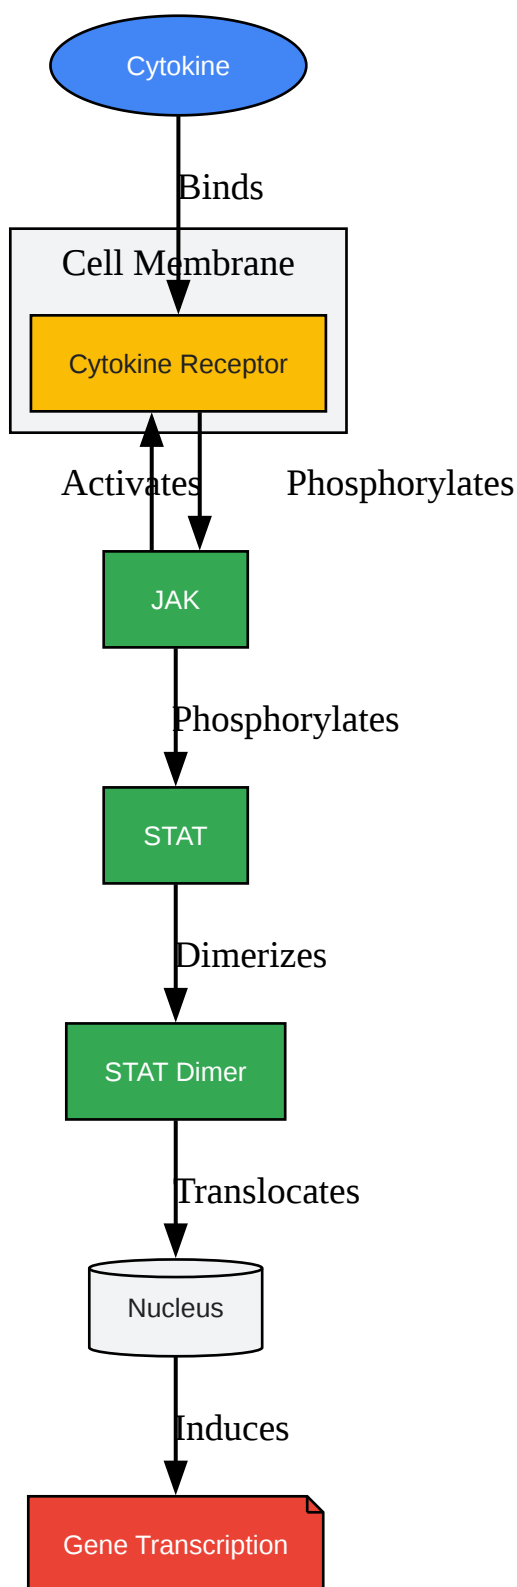 Cytokine
Binds
Cell Membrane
Cytokine Receptor
Activates
Phosphorylates
JAK
Phosphorylates
STAT
Dimerizes
STAT Dimer
Translocates
Nucleus
Induces
Gene Transcription